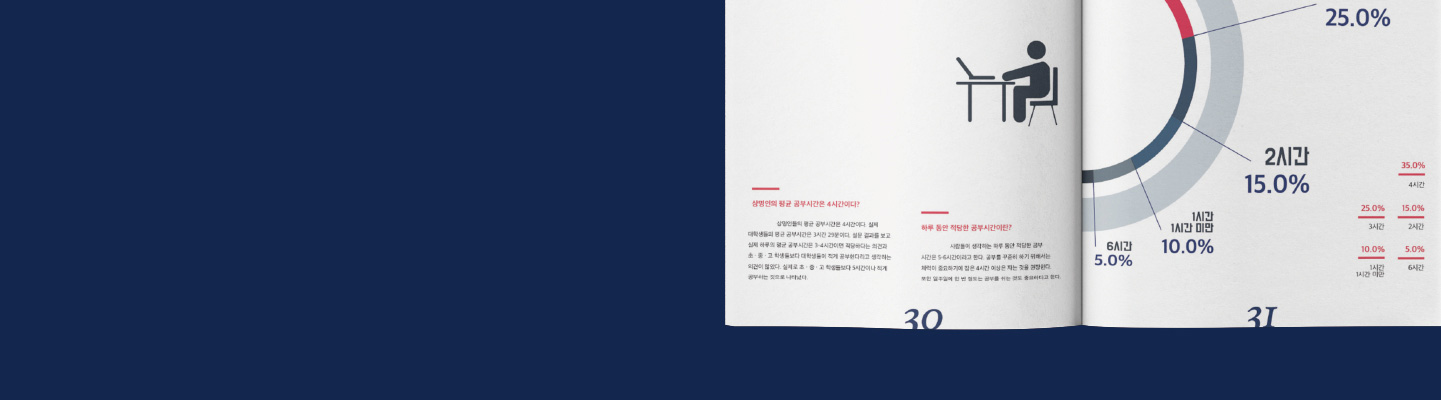 상명인의 평균 공부시간은 4시간이다?
상명인들의 평균 공부시간은 4시간이다. 실제
대학생들의 평균 공부시간은 3시간 29분이다. 설문 결과를 보고
실제 하루의 평균 공부시간은 3-4시간이면 적당하다는 의견과
초·중·고 학생들보다 대학생들이 적게 공부한다라고 생각하는
의견이 많았다. 실제로 초·중·고 학생들보다 5시간이나 적게
공부하는 것으로 나타났다.
하루 동안 적당한 공부시간이란?
사람들이 생각하는 하루 동안 적당한 공부
시간은 5-6시간이라고 한다. 공부를 꾸준히 하기 위해서는
체력이 중요하기에 잠은 4시간 이상은 자는 것을 권장한다.
또한 일주일에 한 번 정도는 공부를 쉬는 것도 중요하다고 한다.
30
25.0%
2시간
15.0%
1시간
1시간 미만
10.0%
6시간
5.0%
35.0%
4시간
25.0% 15.0%
3시간 2시간
10.0% 5.0%
1시간 6시간
1시간 미만
31